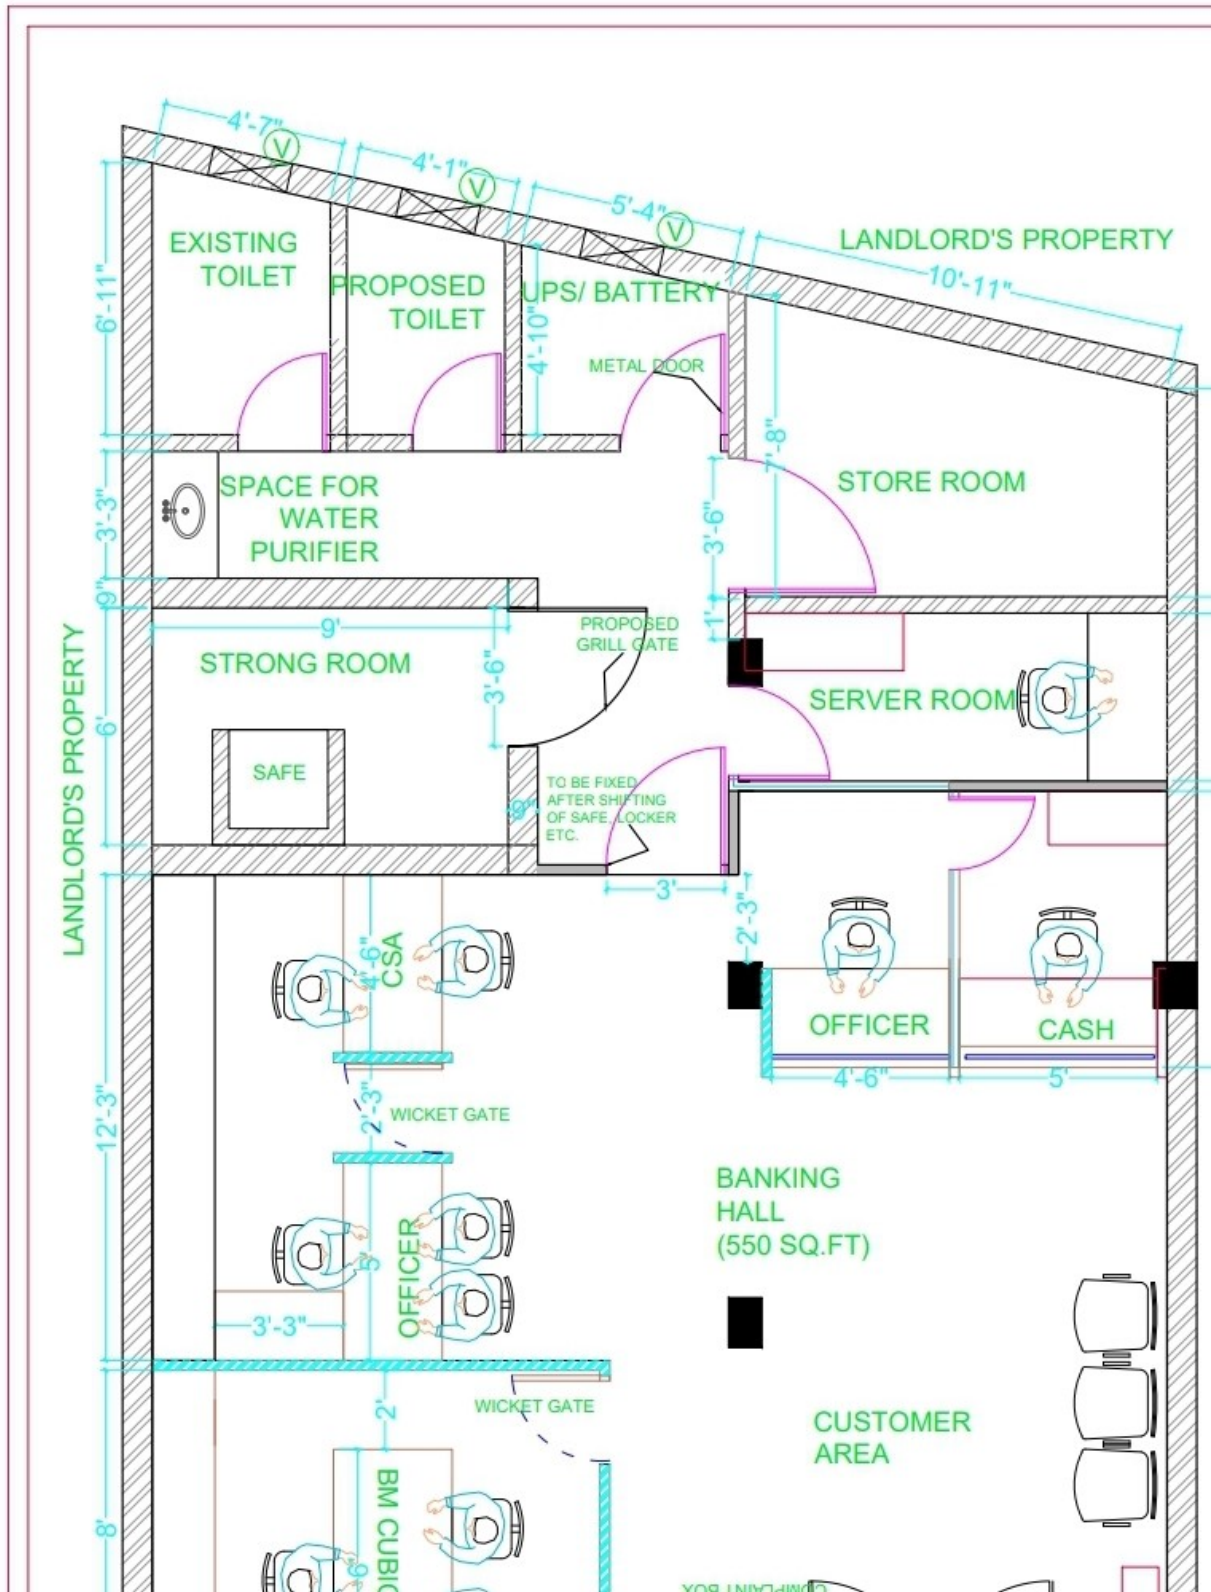 4'-7"
V
4'-1"
V
5'-4"
V
LANDLORD'S PROPERTY
10'-11"
EXISTING
TOILET
PROPOSED
TOILET
UPS/ BATTERY
6'-11"
4'-10"
METAL DOOR
7'-8"
STORE ROOM
SPACE FOR
WATER
PURIFIER
3'-3"
3'-6"
9"
9'
PROPOSED
GRILL GATE
1'
STRONG ROOM
3'-6"
SERVER ROOM
LANDLORD'S PROPERTY
6'
SAFE
9"
TO BE FIXED
AFTER SHIFTING
OF SAFE, LOCKER
ETC.
3'
2'-3"
CSA
4'-6"
OFFICER
CASH
4'-6"
5'
12'-3"
2'-3"
WICKET GATE
BANKING
HALL
(550 SQ.FT)
OFFICER
5'
3'-3"
2'
WICKET GATE
CUSTOMER
AREA
8'
BM CUBIC
COMPLAINT BOX